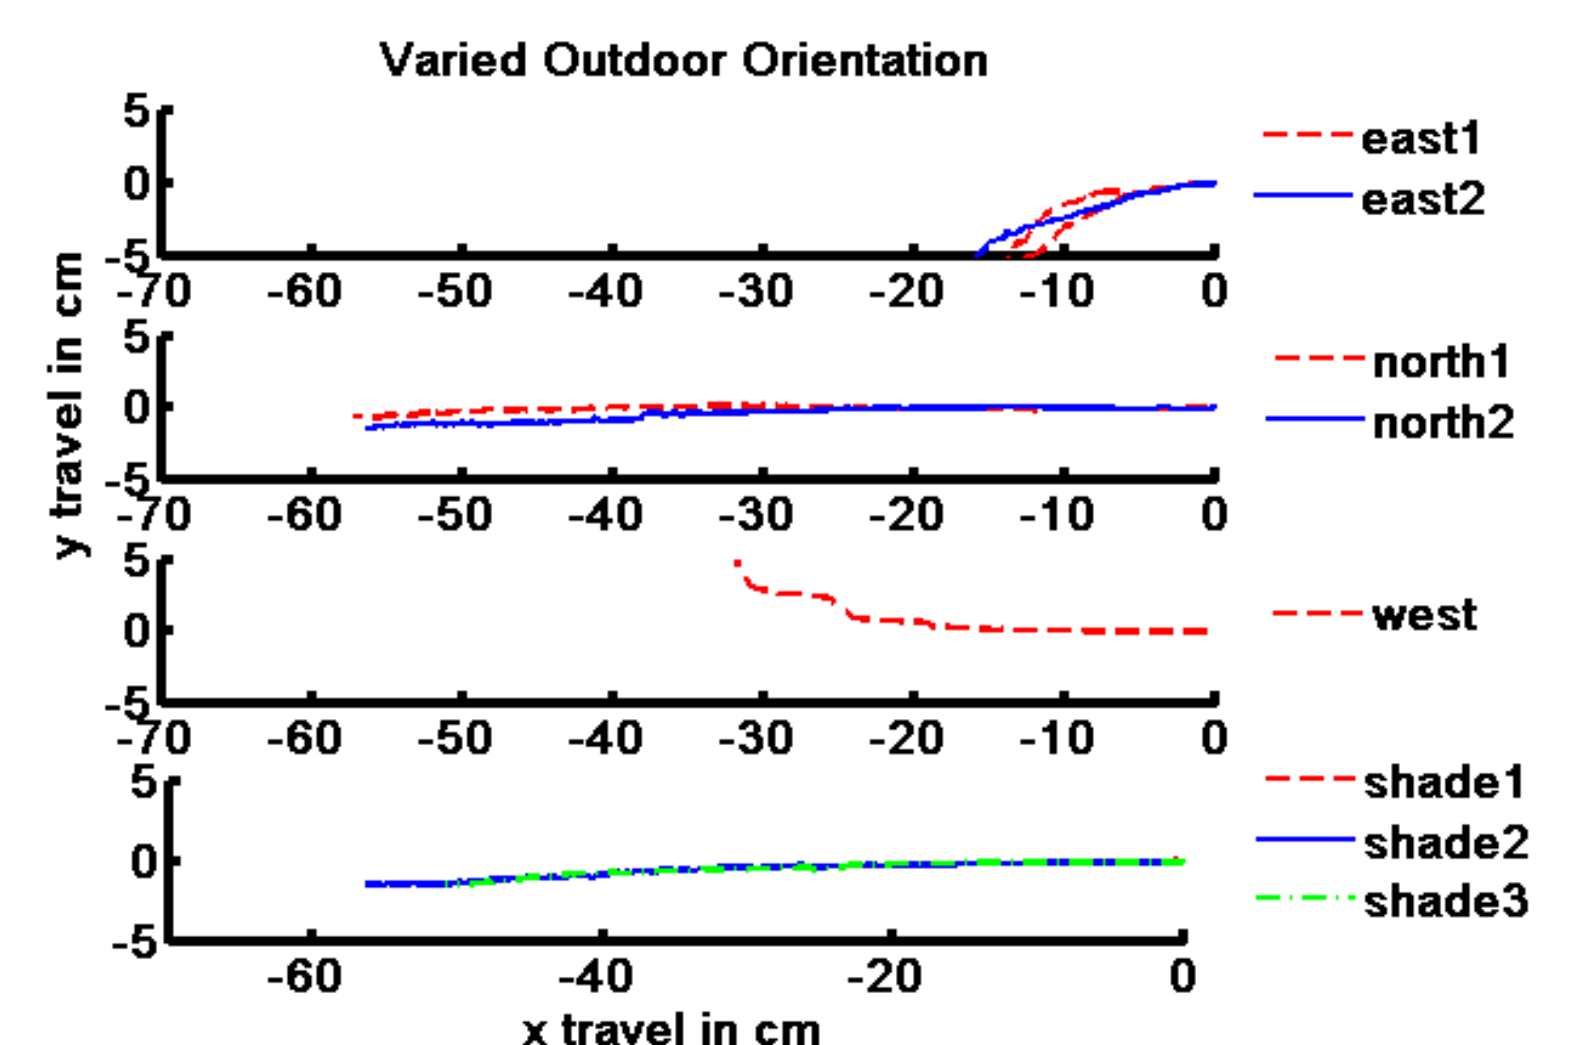 Varied Outdoor Orientation
5
0
-5
-70 -60 -50 -40 -30 -20 -10 0
east1
east2
y travel in cm
5
0
-5
-70 -60 -50 -40 -30 -20 -10 0
north1
north2
5
0
-5
-70 -60 -50 -40 -30 -20 -10 0
west
5
0
-5
-60 -40 -20 0
shade1
shade2
shade3
x travel in cm